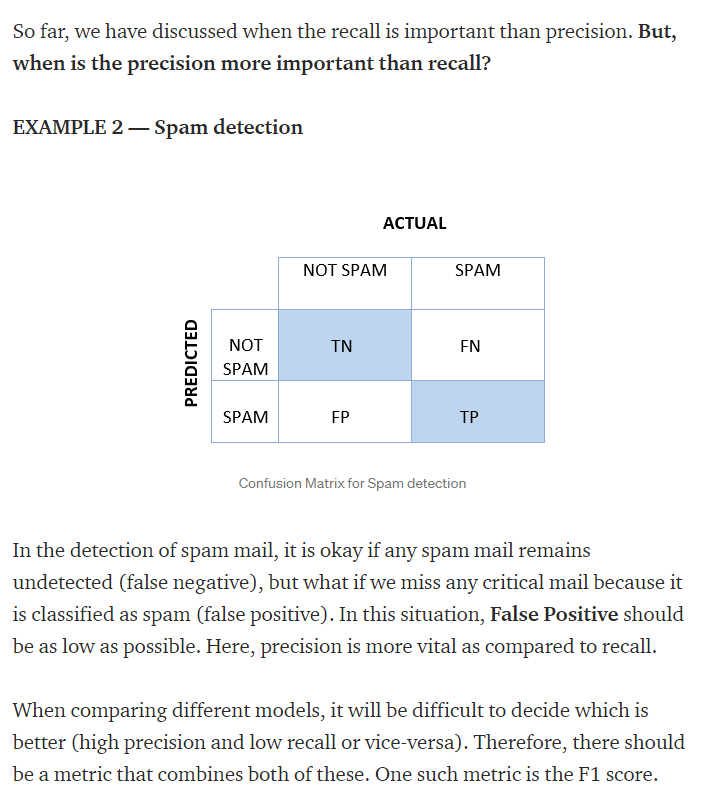 So far, we have discussed when the recall is important than precision. But,
when is the precision more important than recall?
EXAMPLE 2 — Spam detection
ACTUAL
NOT SPAM SPAM
PREDICTED
NOT
SPAM
TN FN
SPAM FP TP
Confusion Matrix for Spam detection
In the detection of spam mail, it is okay if any spam mail remains
undetected (false negative), but what if we miss any critical mail because it
is classified as spam (false positive). In this situation, False Positive should
be as low as possible. Here, precision is more vital as compared to recall.
When comparing different models, it will be difficult to decide which is
better (high precision and low recall or vice-versa). Therefore, there should
be a metric that combines both of these. One such metric is the F1 score.